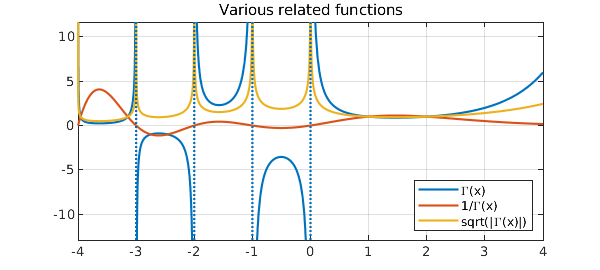 Various related functions
10
5
0
-5
-10
-4 -3 -2 -1 0 1 2 3 4
Γ(x)
1/Γ(x)
sqrt(|Γ(x)|)